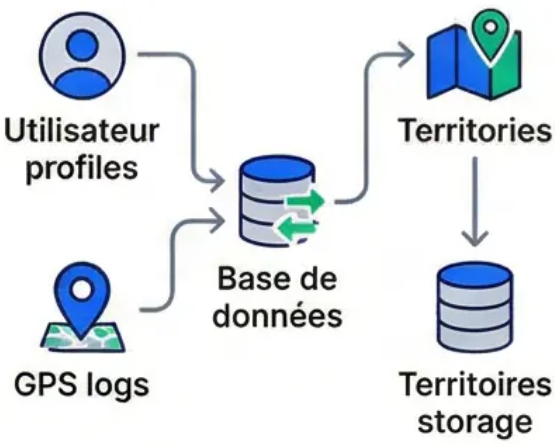 Utilisateur
profiles
Territories
Base de
données
GPS logs
Territoires
storage